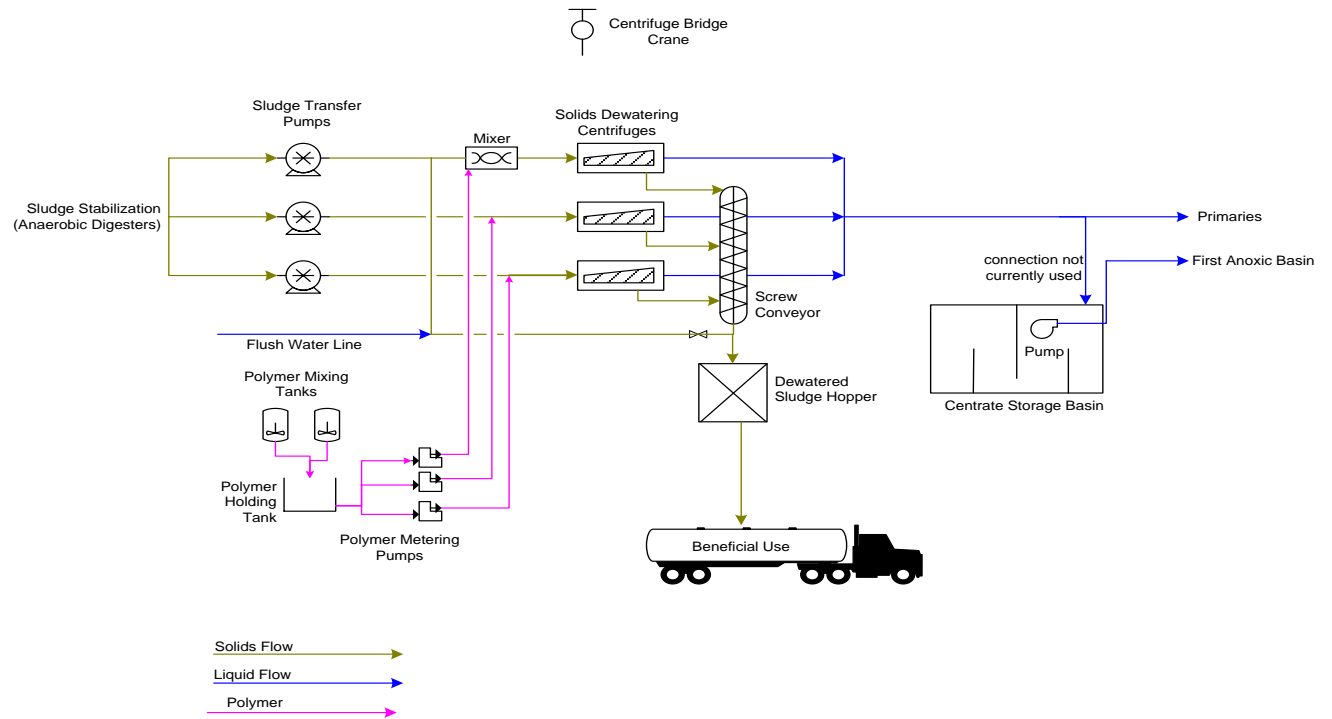 Centrifuge Bridge
Crane
Sludge Transfer
Pumps
Solids Dewatering
Centrifuges
Mixer
Sludge Stabilization
(Anaerobic Digesters)
Primaries
connection not
currently used
First Anoxic Basin
Screw
Conveyor
Flush Water Line
Pump
Polymer Mixing
Tanks
Dewatered
Sludge Hopper
Centrate Storage Basin
Polymer
Holding
Tank
Polymer Metering
Pumps
Beneficial Use
Solids Flow
Liquid Flow
Polymer